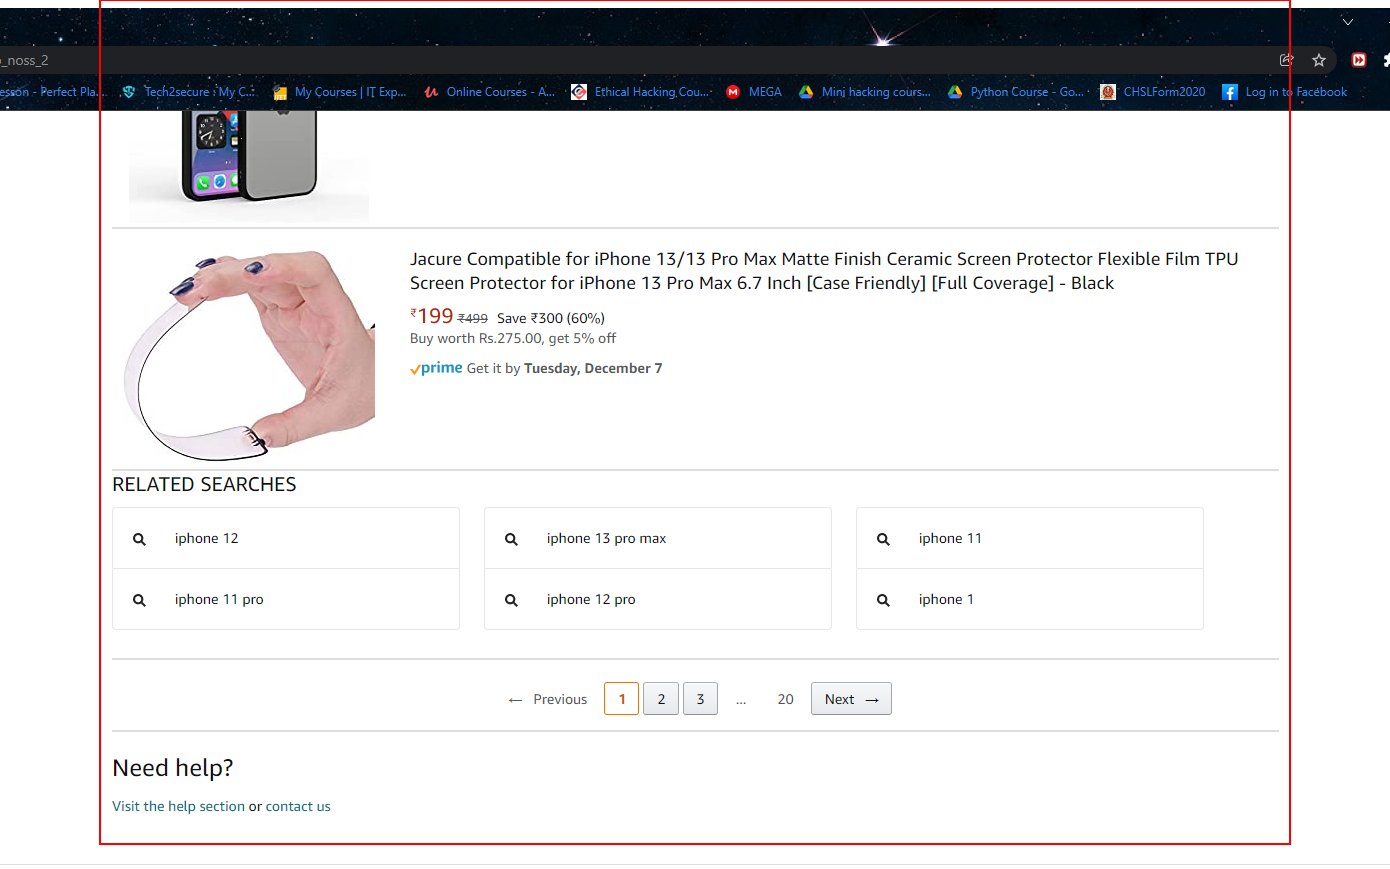 _noss_2
esson - Perfect Pla...
Tech2secure : My C...
My Courses | IT Exp...
Online Courses - A...
Ethical Hacking Cou...
MEGA
Minj hacking cours...
Python Course - Go...
CHSLForm2020
Log in to Facebook
Jacure Compatible for iPhone 13/13 Pro Max Matte Finish Ceramic Screen Protector Flexible Film TPU
Screen Protector for iPhone 13 Pro Max 6.7 Inch [Case Friendly] [Full Coverage] - Black
₹199 ₹499 Save ₹300 (60%)
Buy worth Rs.275.00, get 5% off
prime Get it by Tuesday, December 7
RELATED SEARCHES
iphone 12
iphone 13 pro max
iphone 11
iphone 11 pro
iphone 12 pro
iphone 1
← Previous 1 2 3 ... 20 Next →
Need help?
Visit the help section or contact us